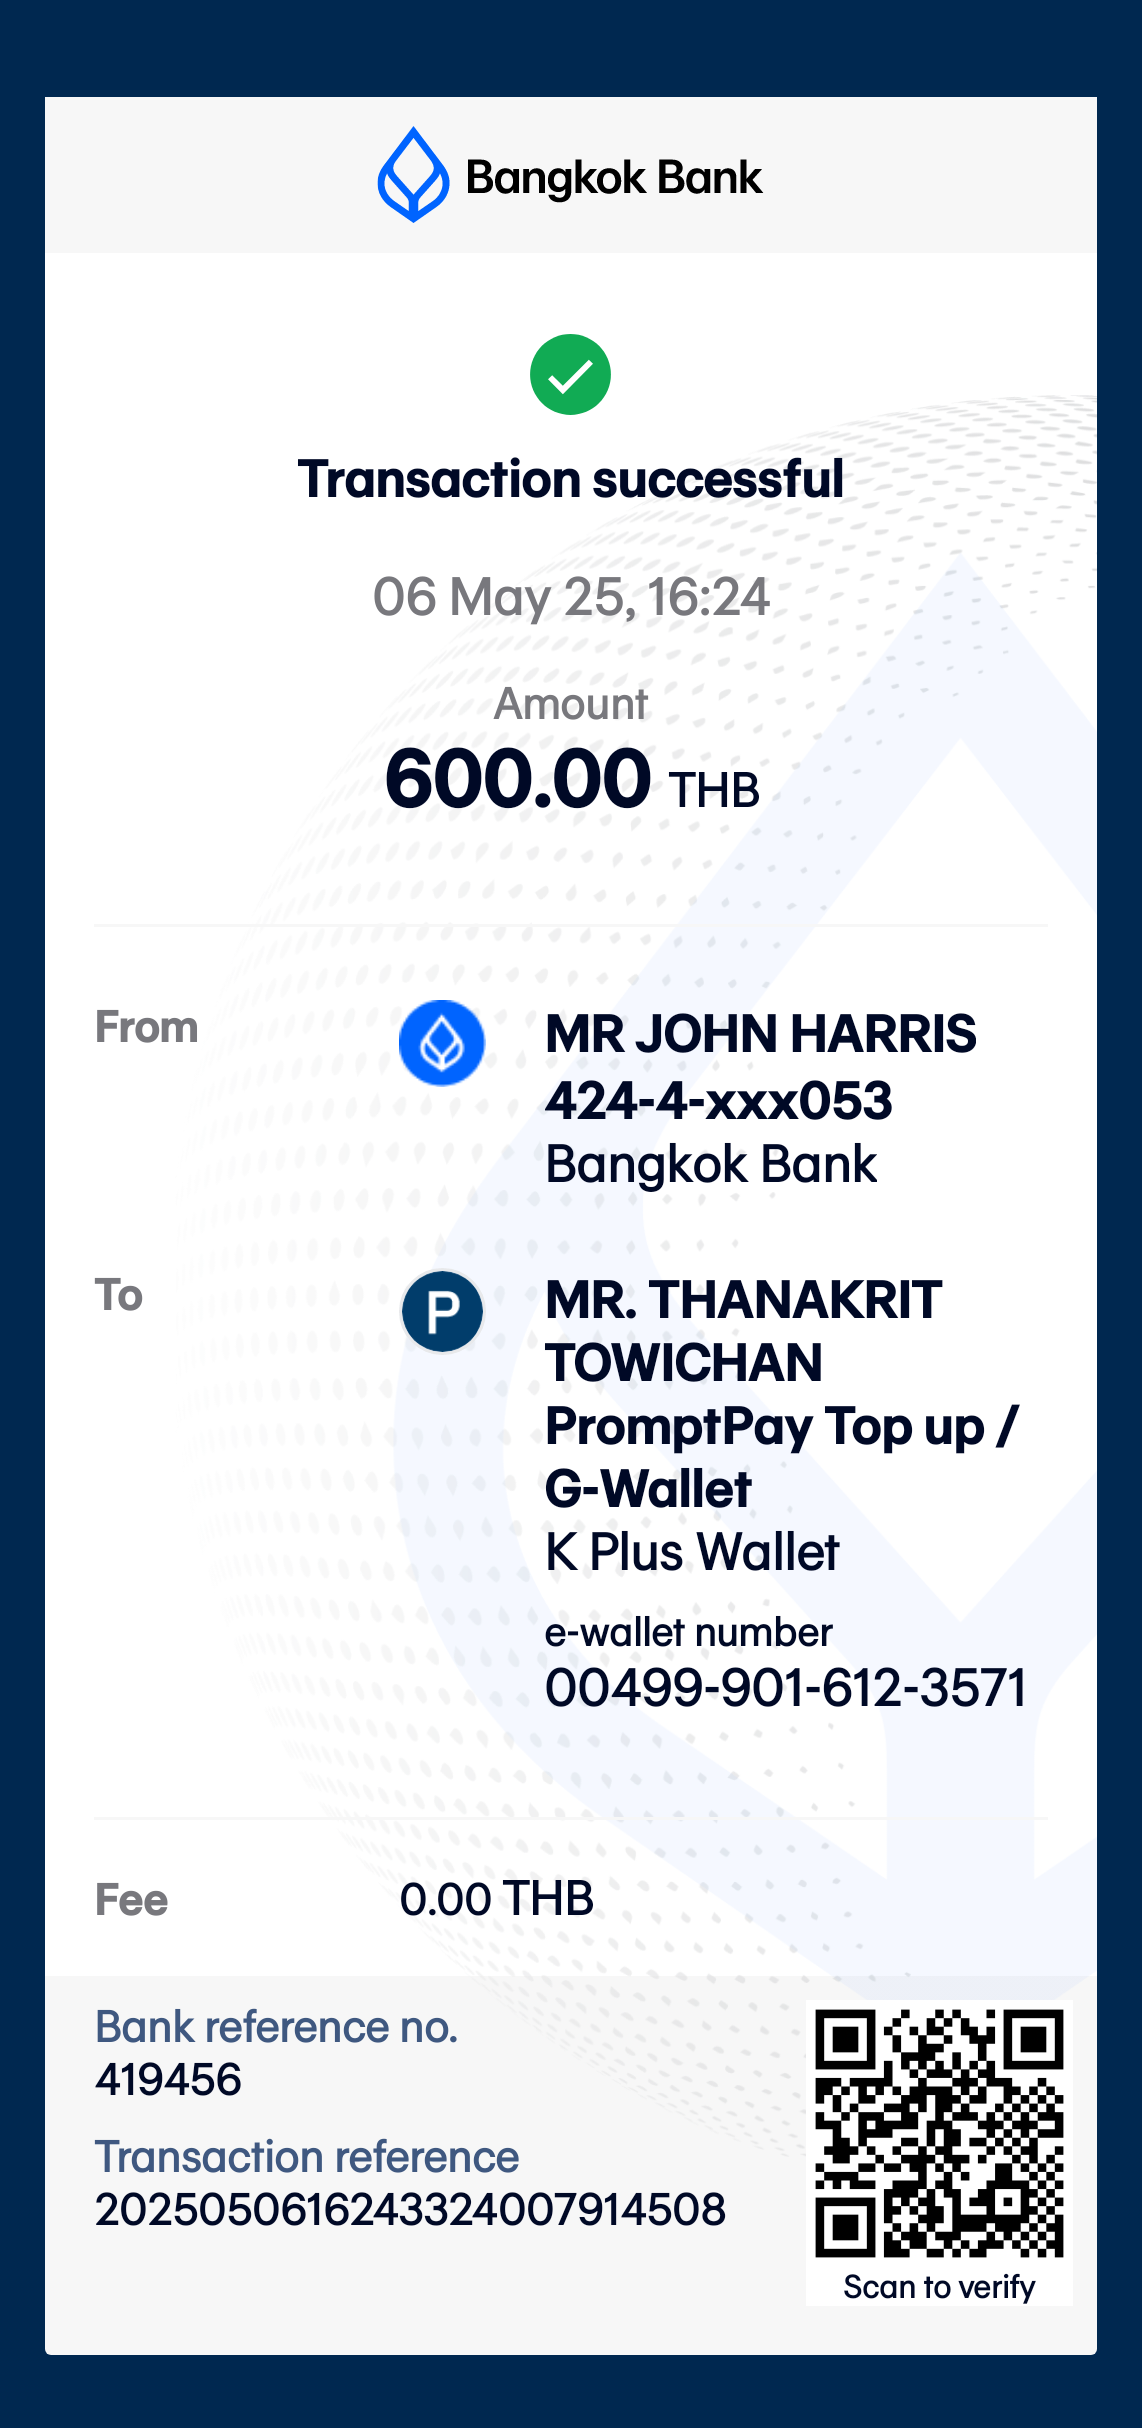 Bangkok Bank
Transaction successful
06 May 25, 16:24
Amount
600.00 THB
From
MR JOHN HARRIS
424-4-xxx053
Bangkok Bank
To
P
MR. THANAKRIT
TOWICHAN
PromptPay Top up /
G-Wallet
K Plus Wallet
e-wallet number
00499-901-612-3571
Fee
0.00 THB
Bank reference no.
419456
Transaction reference
2025050616243324007914508
Scan to verify